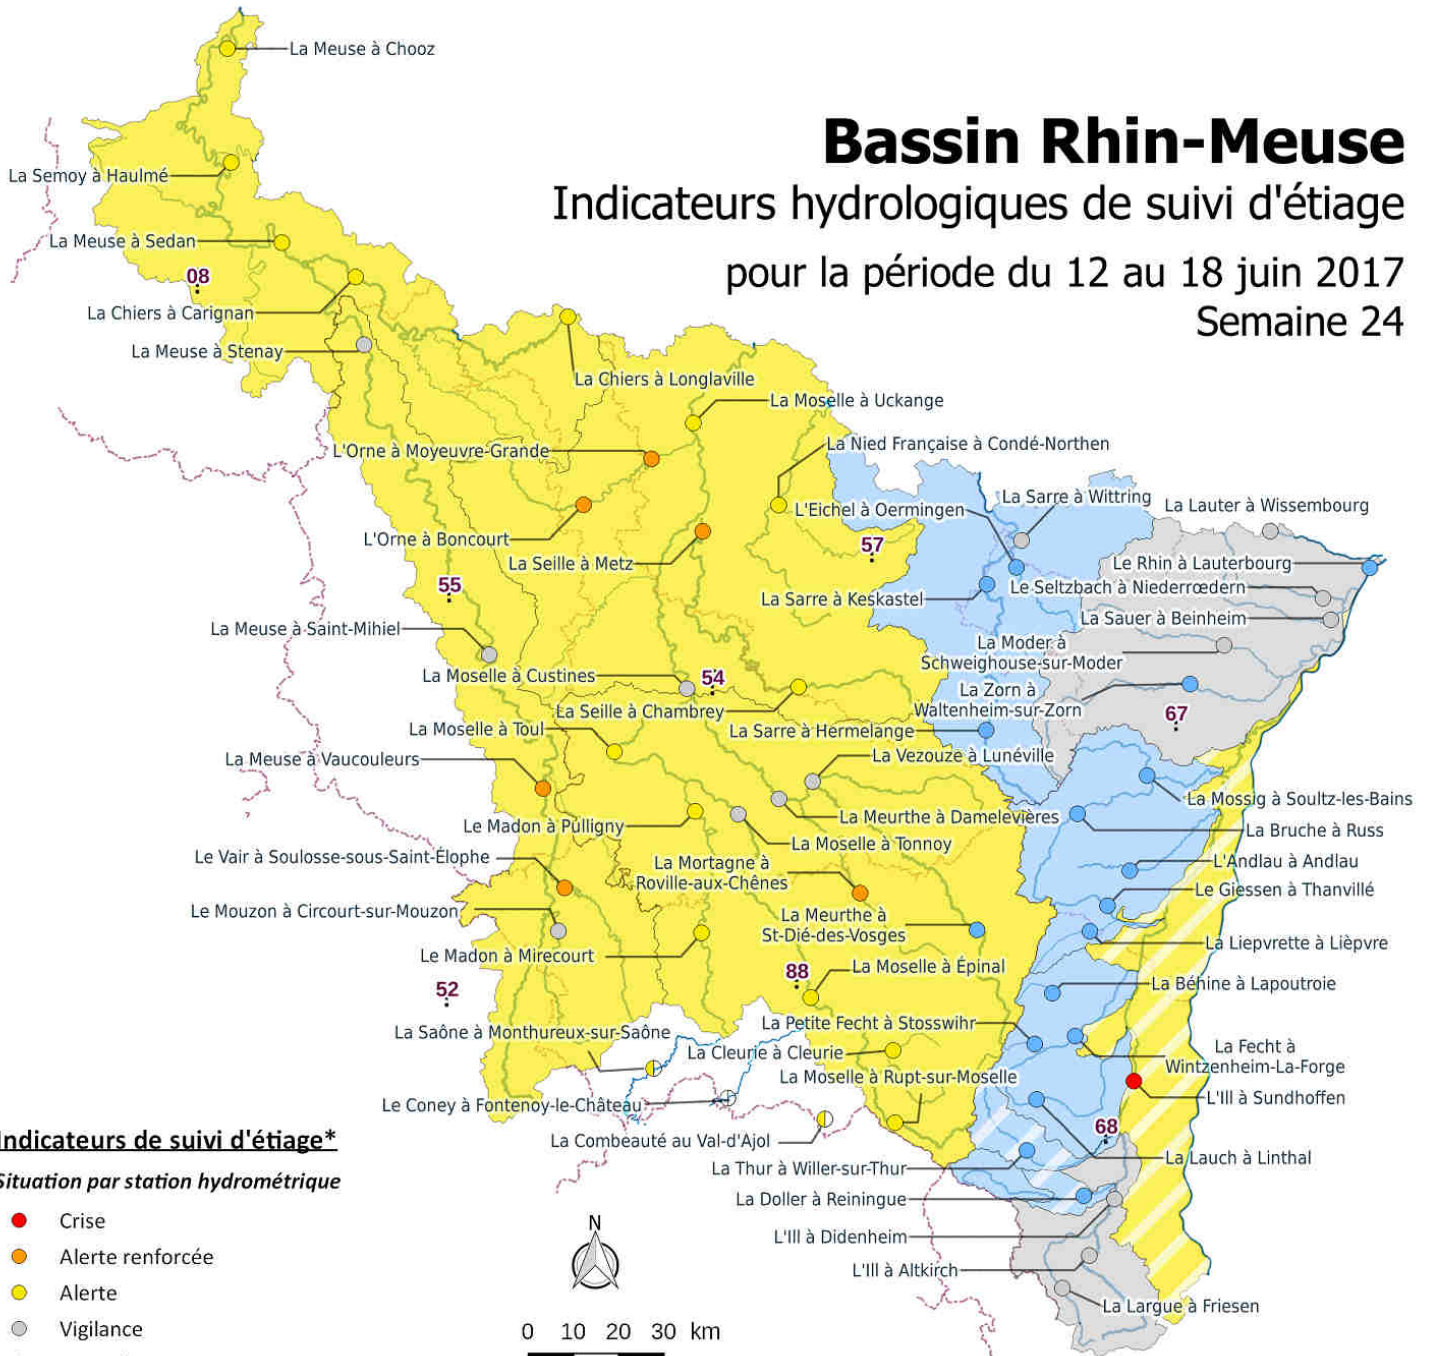 La Meuse à Chooz
Bassin Rhin-Meuse
Indicateurs hydrologiques de suivi d'étiage
pour la période du 12 au 18 juin 2017
Semaine 24
La Semoy à Haulmé
La Meuse à Sedan
08
La Chiers à Carignan
La Meuse à Stenay
La Chiers à Longlaville
La Moselle à Uckange
La Nied Française à Condé-Northen
L'Orne à Moyeuvre-Grande
La Sarre à Wittring
La Lauter à Wissembourg
L'Eichel à Oermingen
L'Orne à Boncourt
57
La Seille à Metz
Le Rhin à Lauterbourg
55
Le Seltzbach à Niederrœdern
La Sarre à Keskastel
La Sauer à Beinheim
La Meuse à Saint-Mihiel
La Moder à
Schweighouse-sur-Moder
La Moselle à Custines
54
La Zorn à
Waltenheim-sur-Zorn
La Seille à Chambrey
67
La Moselle à Toul
La Sarre à Hermelange
La Meuse à Vaucouleurs
La Vezouze à Lunéville
La Mossig à Soultz-les-Bains
La Meurthe à Damelevières
Le Madon à Pulligny
La Bruche à Russ
La Moselle à Tonnoy
Le Vair à Soulosse-sous-Saint-Élophe
La Mortagne à
Roville-aux-Chênes
L'Andlau à Andlau
Le Giessen à Thanvillé
Le Mouzon à Circourt-sur-Mouzon
La Meurthe à
St-Dié-des-Vosges
La Liepvrette à Lièpvre
Le Madon à Mirecourt
88
La Moselle à Épinal
52
La Béhine à Lapoutroie
La Saône à Monthureux-sur-Saône
La Petite Fecht à Stosswihr
La Cleurie à Cleurie
La Fecht à
Wintzenheim-La-Forge
La Moselle à Rupt-sur-Moselle
Le Coney à Fontenoy-le-Château
L'Ill à Sundhoffen
68
La Combeauté au Val-d'Ajol
La Lauch à Linthal
La Thur à Willer-sur-Thur
La Doller à Reiningue
L'Ill à Didenheim
L'Ill à Altkirch
La Largue à Friesen
Indicateurs de suivi d'étiage*
Situation par station hydrométrique
Crise
Alerte renforcée
Alerte
Vigilance
N
0 10 20 30 km